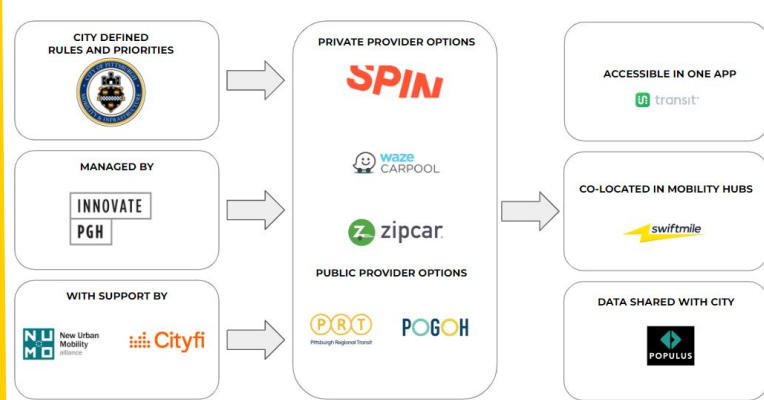 CITY DEFINED
RULES AND PRIORITIES
MANAGED BY
INNOVATE
PGH
WITH SUPPORT BY
NU
MO
New Urban
Mobility
alliance
Cityfi
PRIVATE PROVIDER OPTIONS
SPIN
waze
CARPOOL
zipcar
PUBLIC PROVIDER OPTIONS
PRT
Pittsburgh Regional Transit
POGOH
ACCESSIBLE IN ONE APP
transit
CO-LOCATED IN MOBILITY HUBS
swiftmile
DATA SHARED WITH CITY
POPULUS